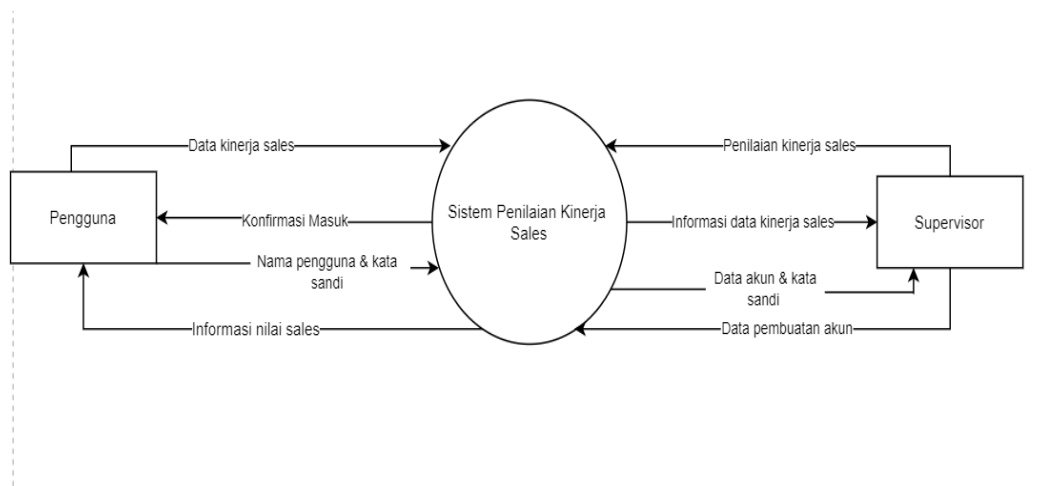 Data kinerja sales
Penilaian kinerja sales
Pengguna
Konfirmasi Masuk
Sistem Penilaian Kinerja
Sales
Informasi data kinerja sales
Supervisor
Nama pengguna & kata
sandi
Data akun & kata
sandi
Informasi nilai sales
Data pembuatan akun